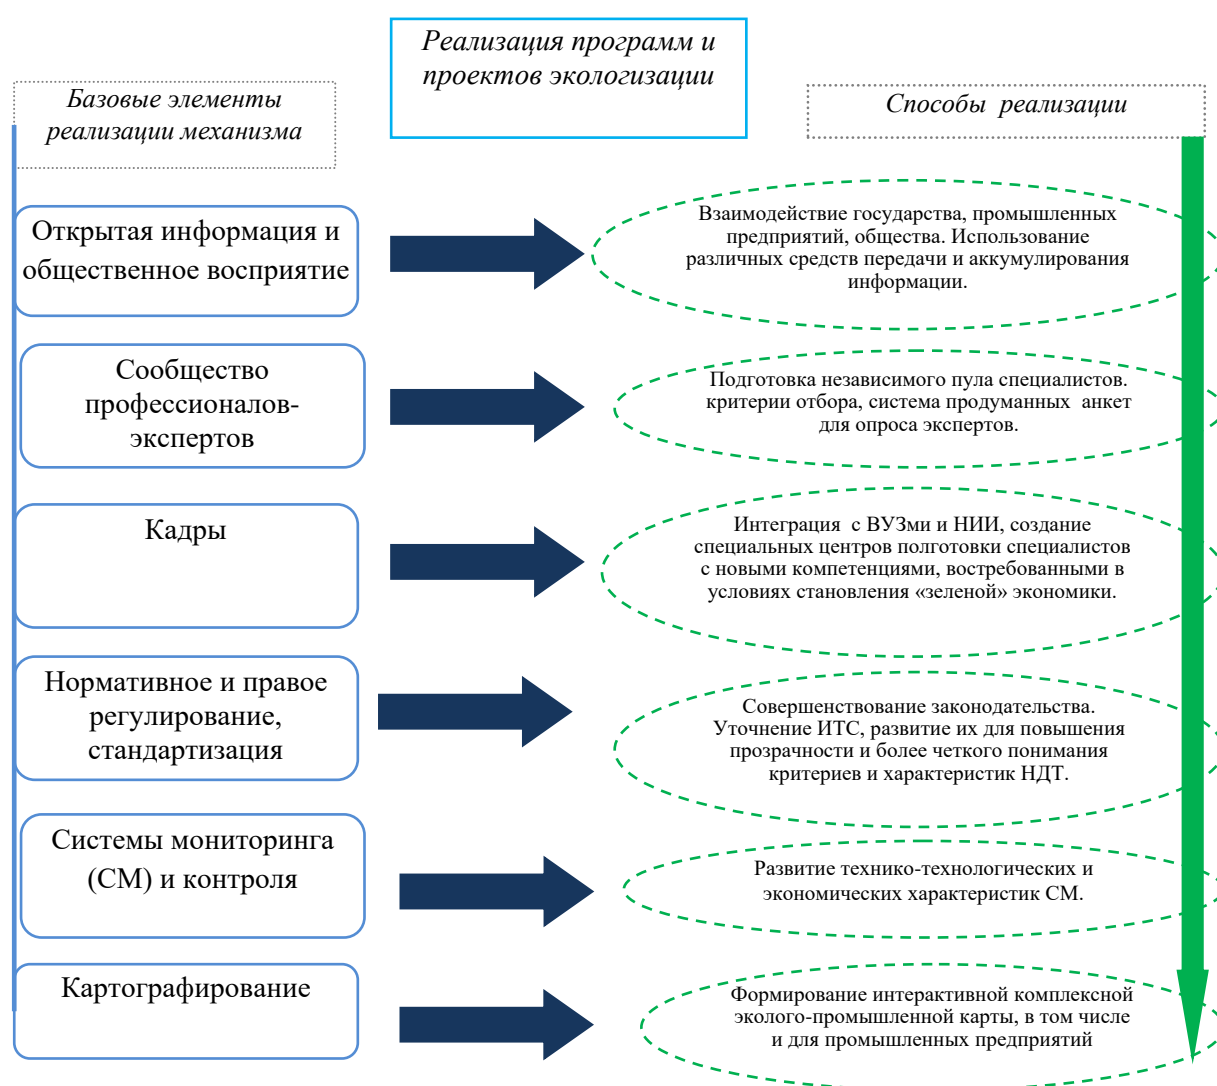 Реализация программ и
проектов экологизации
Базовые элементы
реализации механизма
Способы реализации
Открытая информация и
общественное восприятие
Взаимодействие государства, промышленных
предприятий, общества. Использование
различных средств передачи и аккумулирования
информации.
Сообщество
профессионалов-
экспертов
Подготовка независимого пула специалистов.
критерии отбора, система продуманных анкет
для опроса экспертов.
Кадры
Интеграция с ВУЗми и НИИ, создание
специальных центров полготовки специалистов
с новыми компетенциями, востребованными в
условиях становления «зеленой» экономики.
Нормативное и правое
регулирование,
стандартизация
Совершенствование законодательства.
Уточнение ИТС, развитие их для повышения
прозрачности и более четкого понимания
критериев и характеристик НДТ.
Системы мониторинга
(СМ) и контроля
Развитие технико-технологических и
экономических характеристик СМ.
Картографирование
Формирование интерактивной комплексной
эколого-промышленной карты, в том числе
и для промышленных предприятий